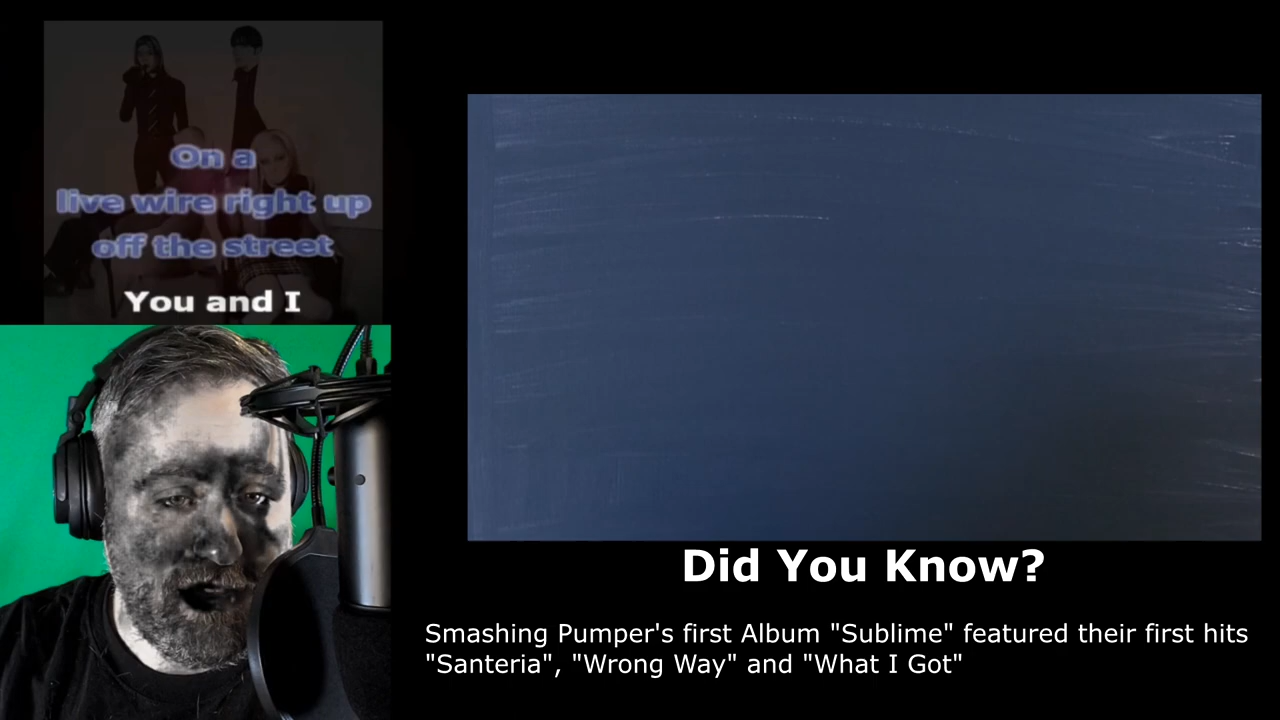 On a
live wire right up
off the street
You and I
Did You Know?
Smashing Pumper's first Album "Sublime" featured their first hits
"Santeria", "Wrong Way" and "What I Got"